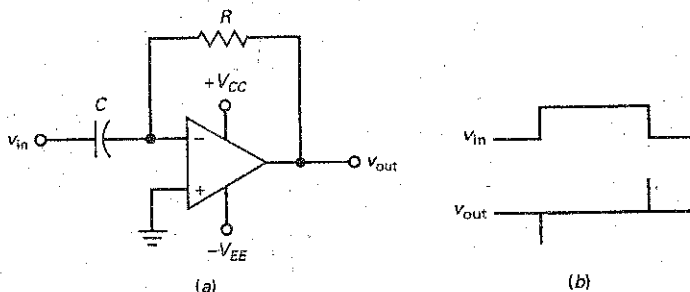 R
+V_CC
C
v_in
−
+
v_out
−V_EE
(a)
v_in
v_out
(b)